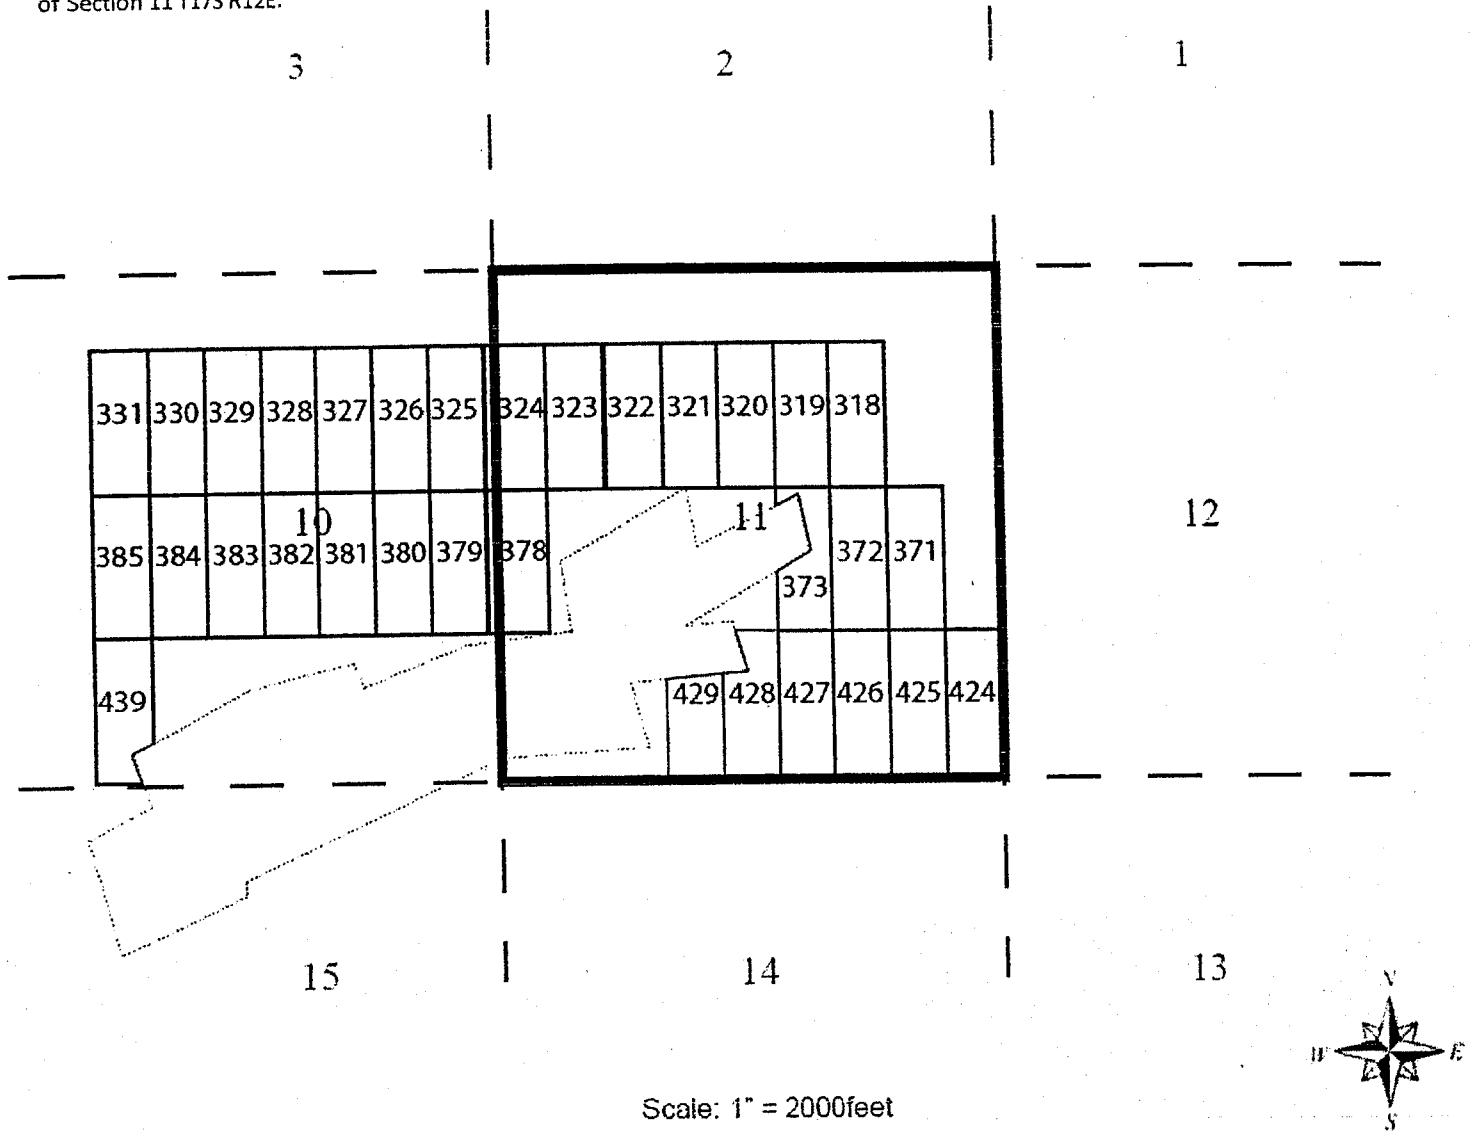 of Section 11 T17S R12E.
3 2 1
331 330 329 328 327 326 325 324 323 322 321 320 319 318
10 11 12
385 384 383 382 381 380 379 378 372 371
373
439 429 428 427 426 425 424
15 14 13
N
W E
S
Scale: 1" = 2000feet